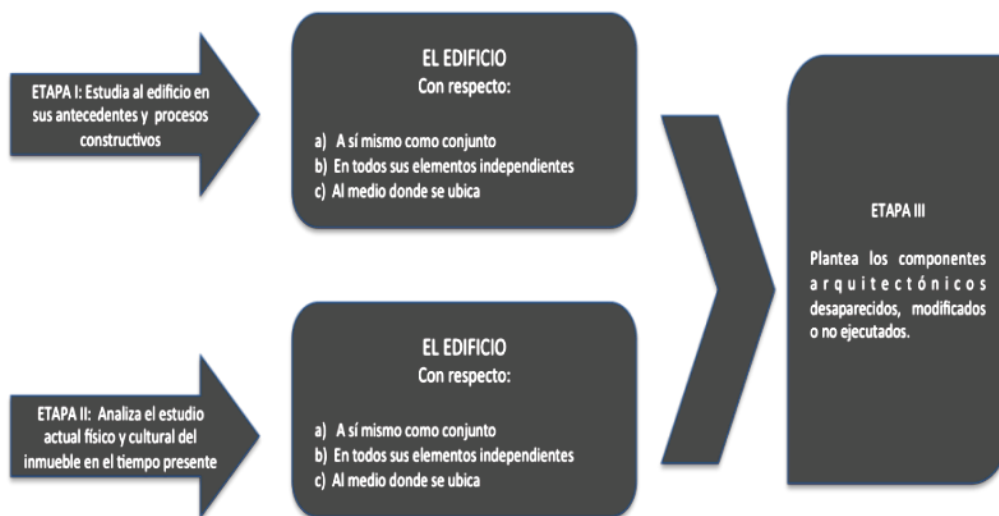 ETAPA I: Estudia al edificio en
sus antecedentes y procesos
constructivos
EL EDIFICIO
Con respecto:
a) A sí mismo como conjunto
b) En todos sus elementos independientes
c) Al medio donde se ubica
ETAPA II: Analiza el estudio
actual físico y cultural del
inmueble en el tiempo presente
EL EDIFICIO
Con respecto:
a) A sí mismo como conjunto
b) En todos sus elementos independientes
c) Al medio donde se ubica
ETAPA III
Plantea los componentes
arquitectónicos
desaparecidos, modificados
o no ejecutados.